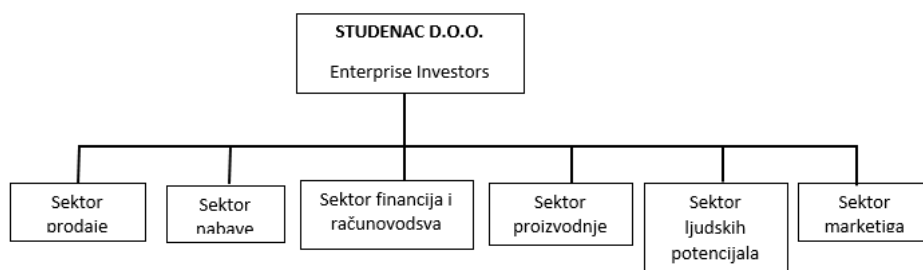 STUDENAC D.O.O.
Enterprise Investors
Sektor
prodaje
Sektor
nabave
Sektor financija i
računovodsva
Sektor
proizvodnje
Sektor
ljudskih
potencijala
Sektor
marketiga